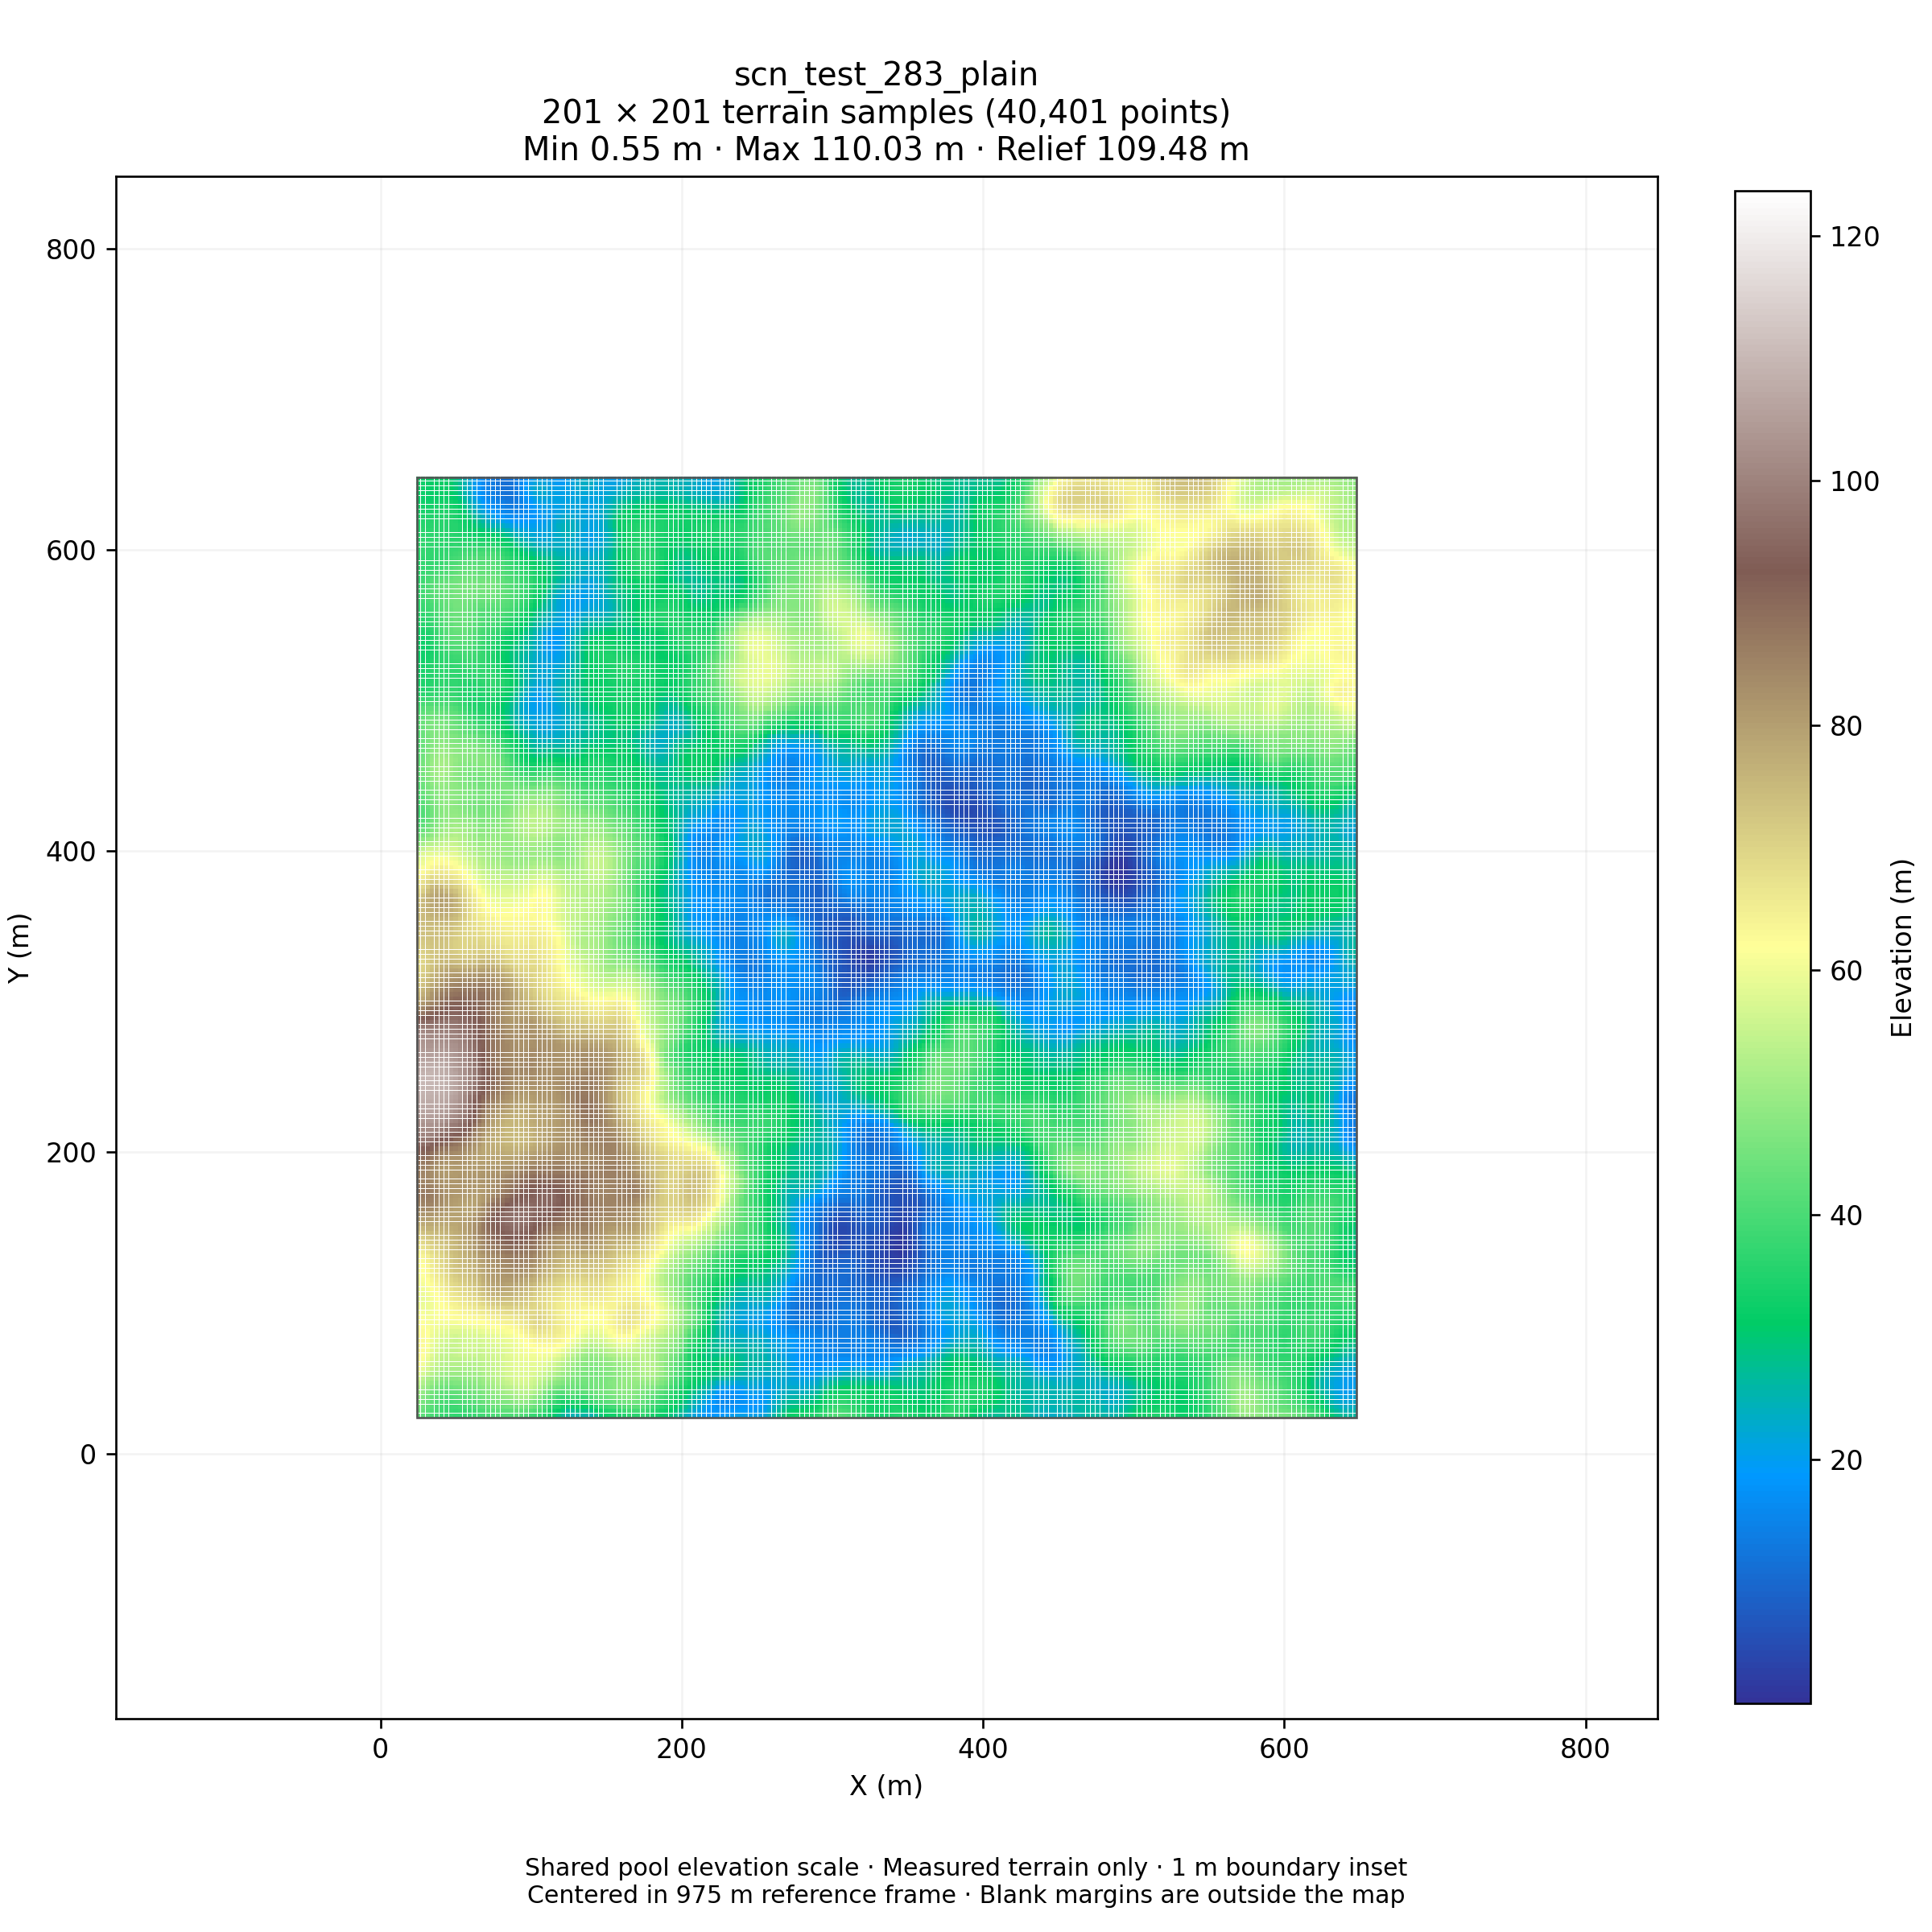 scn_test_283_plain
201 × 201 terrain samples (40,401 points)
Min 0.55 m · Max 110.03 m · Relief 109.48 m
800
600
400
200
0
Y (m)
0 200 400 600 800
X (m)
120
100
80
60
40
20
Elevation (m)
Shared pool elevation scale · Measured terrain only · 1 m boundary inset
Centered in 975 m reference frame · Blank margins are outside the map